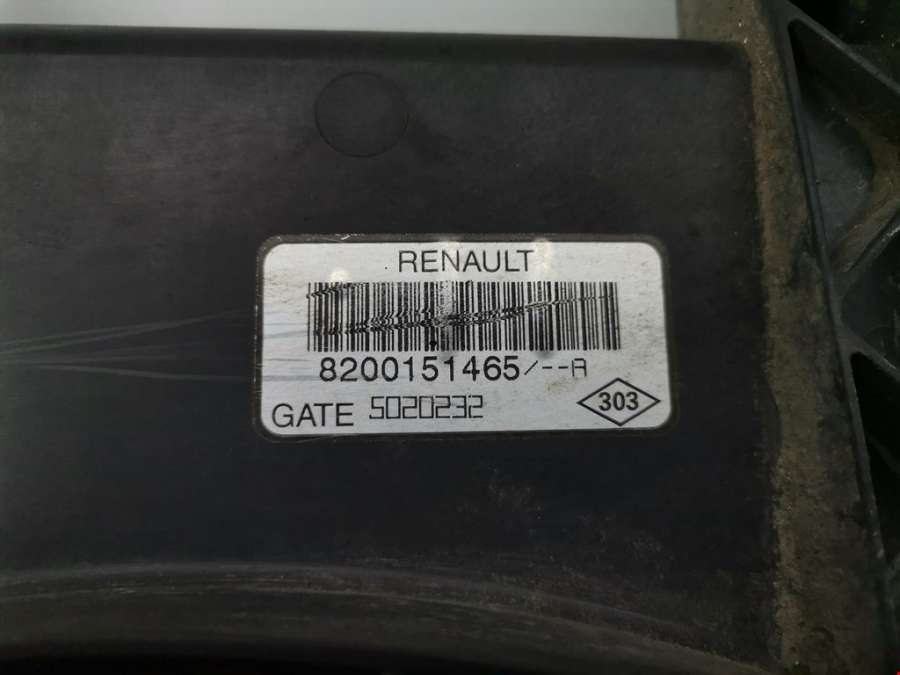 RENAULT
8200151465/--A
GATE 5020232
303